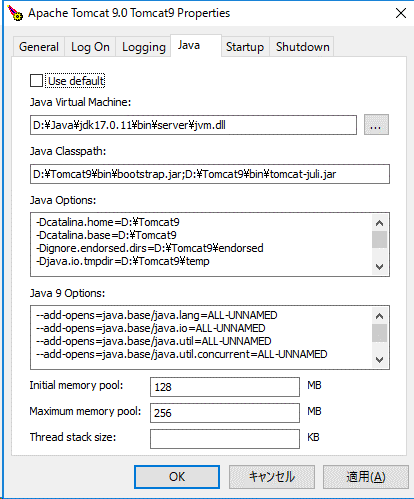 Apache Tomcat 9.0 Tomcat9 Properties
General Log On Logging Java Startup Shutdown
Use default
Java Virtual Machine:
D:¥Java¥jdk17.0.11¥bin¥server¥jvm.dll
...
Java Classpath:
D:¥Tomcat9¥bin¥bootstrap.jar;D:¥Tomcat9¥bin¥tomcat-juli.jar
Java Options:
-Dcatalina.home=D:¥Tomcat9
-Dcatalina.base=D:¥Tomcat9
-Dignore.endorsed.dirs=D:¥Tomcat9¥endorsed
-Djava.io.tmpdir=D:¥Tomcat9¥temp
Java 9 Options:
--add-opens=java.base/java.lang=ALL-UNNAMED
--add-opens=java.base/java.io=ALL-UNNAMED
--add-opens=java.base/java.util=ALL-UNNAMED
--add-opens=java.base/java.util.concurrent=ALL-UNNAMED
Initial memory pool: 128 MB
Maximum memory pool: 256 MB
Thread stack size: KB
OK キャンセル 適用(A)